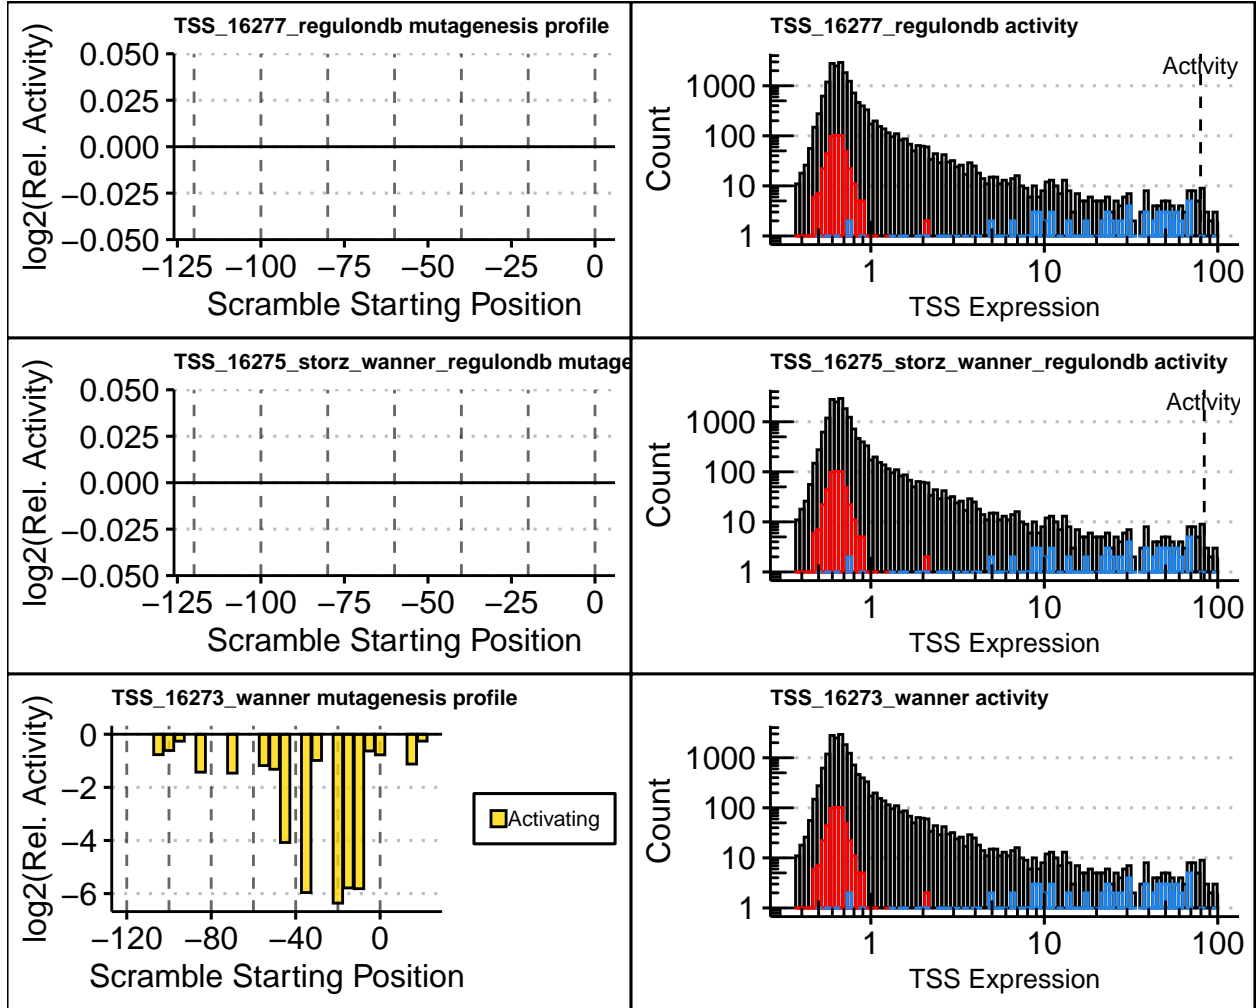 TSS_16277_regulondb mutagenesis profile
log2(Rel. Activity)
0.050
0.025
0.000
−0.025
−0.050
−125 −100 −75 −50 −25 0
Scramble Starting Position
TSS_16277_regulondb activity
Activity
Count
1000
100
10
1
1 10 100
TSS Expression
TSS_16275_storz_wanner_regulondb mutage
log2(Rel. Activity)
0.050
0.025
0.000
−0.025
−0.050
−125 −100 −75 −50 −25 0
Scramble Starting Position
TSS_16275_storz_wanner_regulondb activity
Activity
Count
1000
100
10
1
1 10 100
TSS Expression
TSS_16273_wanner mutagenesis profile
log2(Rel. Activity)
0
−2
−4
−6
−120 −80 −40 0
Scramble Starting Position
Activating
TSS_16273_wanner activity
Count
1000
100
10
1
1 10 100
TSS Expression